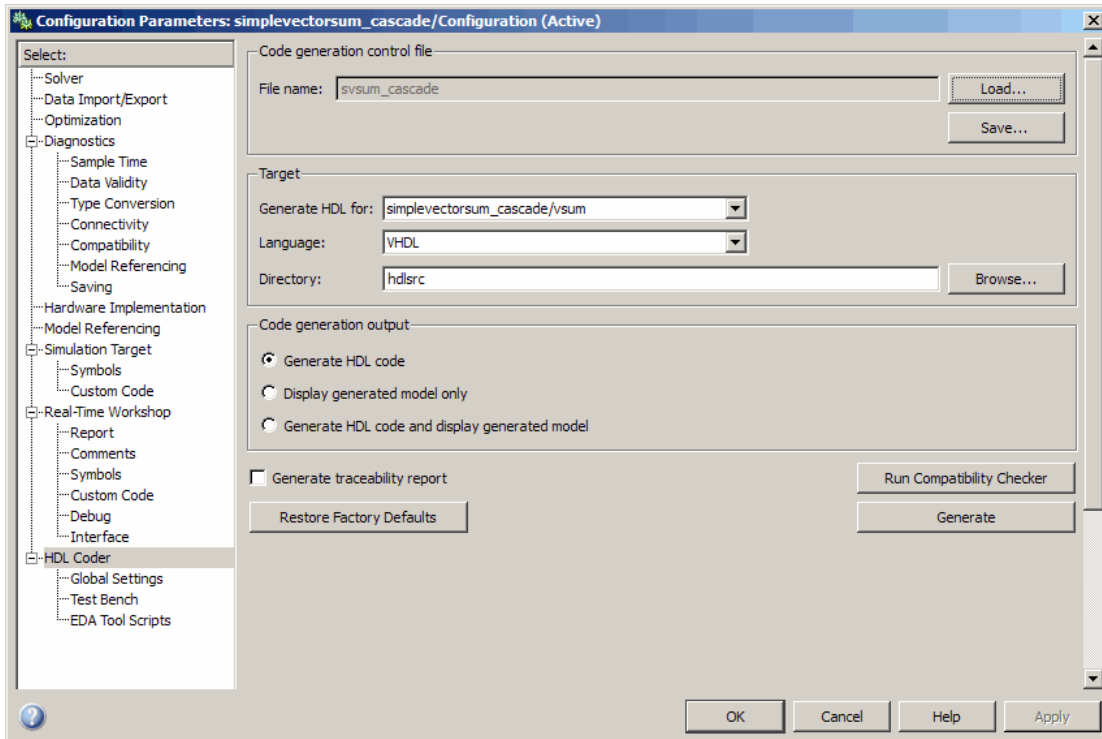 Configuration Parameters: simplevectorsum_cascade/Configuration (Active)
Select:
Solver
Data Import/Export
Optimization
Diagnostics
Sample Time
Data Validity
Type Conversion
Connectivity
Compatibility
Model Referencing
Saving
Hardware Implementation
Model Referencing
Simulation Target
Symbols
Custom Code
Real-Time Workshop
Report
Comments
Symbols
Custom Code
Debug
Interface
HDL Coder
Global Settings
Test Bench
EDA Tool Scripts
Code generation control file
File name: svsum_cascade Load...
Save...
Target
Generate HDL for: simplevectorsum_cascade/vsum
Language: VHDL
Directory: hdlsrc Browse...
Code generation output
Generate HDL code
Display generated model only
Generate HDL code and display generated model
Generate traceability report Run Compatibility Checker
Restore Factory Defaults Generate
OK Cancel Help Apply